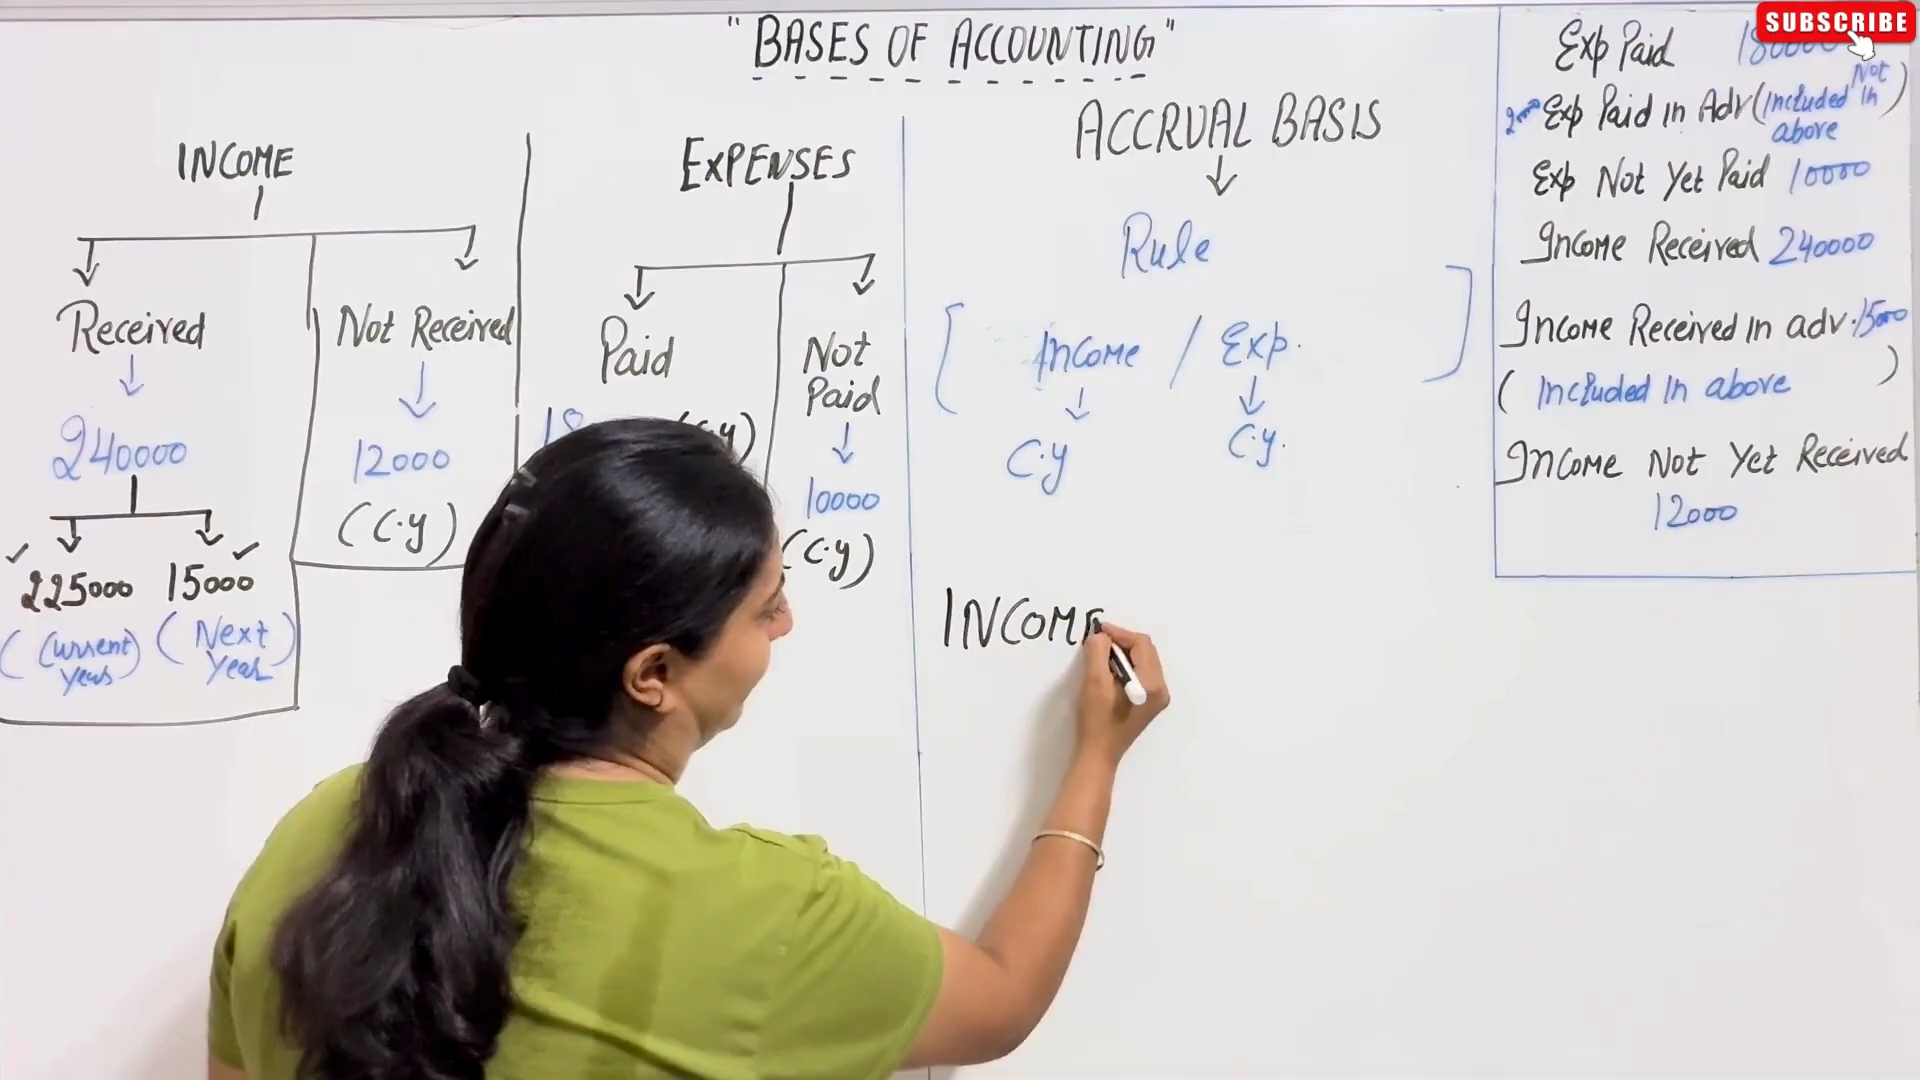 "BASES OF ACCOUNTING"
INCOME
Received
240000
225000
(Current
Year)
15000
(Next
Year)
Not Received
12000
(C.Y)
EXPENSES
Paid
18
Not
Paid
10000
(C.Y)
ACCRUAL BASIS
Rule
[ Income / Exp. ]
C.Y
C.Y.
INCOME
SUBSCRIBE
Exp Paid 180000
Exp Paid In Adv (Included Not In
above)
Exp Not Yet Paid 10000
Income Received 240000
Income Received In adv. 15000
( Included In above )
Income Not Yet Received
12000